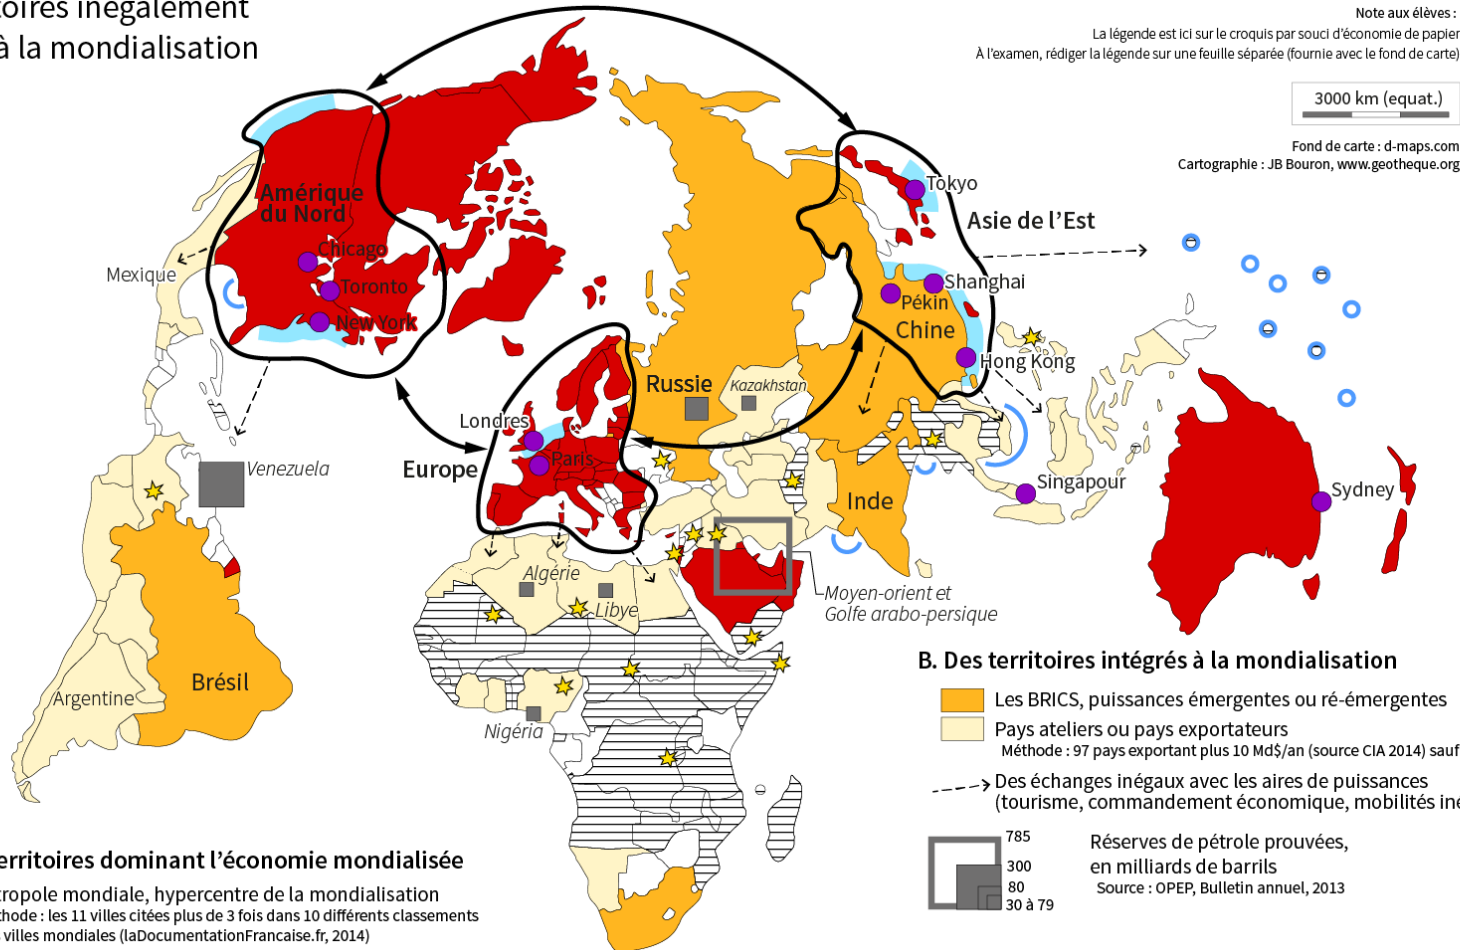 toires inégalement
à la mondialisation
Note aux élèves :
La légende est ici sur le croquis par souci d'économie de papier
À l'examen, rédiger la légende sur une feuille séparée (fournie avec le fond de carte)
3000 km (equat.)
Fond de carte : d-maps.com
Cartographie : JB Bouron, www.geotheque.org
Amérique
du Nord
Chicago
Toronto
New York
Mexique
Tokyo
Asie de l'Est
Shanghai
Pékin
Chine
Hong Kong
Russie
Kazakhstan
Londres
Paris
Europe
Venezuela
Inde
Singapour
Sydney
Algérie
Libye
Moyen-orient et
Golfe arabo-persique
Nigéria
Brésil
Argentine
B. Des territoires intégrés à la mondialisation
Les BRICS, puissances émergentes ou ré-émergentes
Pays ateliers ou pays exportateurs
Méthode : 97 pays exportant plus 10 Md$/an (source CIA 2014) sauf
Des échanges inégaux avec les aires de puissances
(tourisme, commandement économique, mobilités iné
785
300
80
30 à 79
Réserves de pétrole prouvées,
en milliards de barrils
Source : OPEP, Bulletin annuel, 2013
erritoires dominant l'économie mondialisée
tropole mondiale, hypercentre de la mondialisation
thode : les 11 villes citées plus de 3 fois dans 10 différents classements
s villes mondiales (laDocumentationFrancaise.fr, 2014)